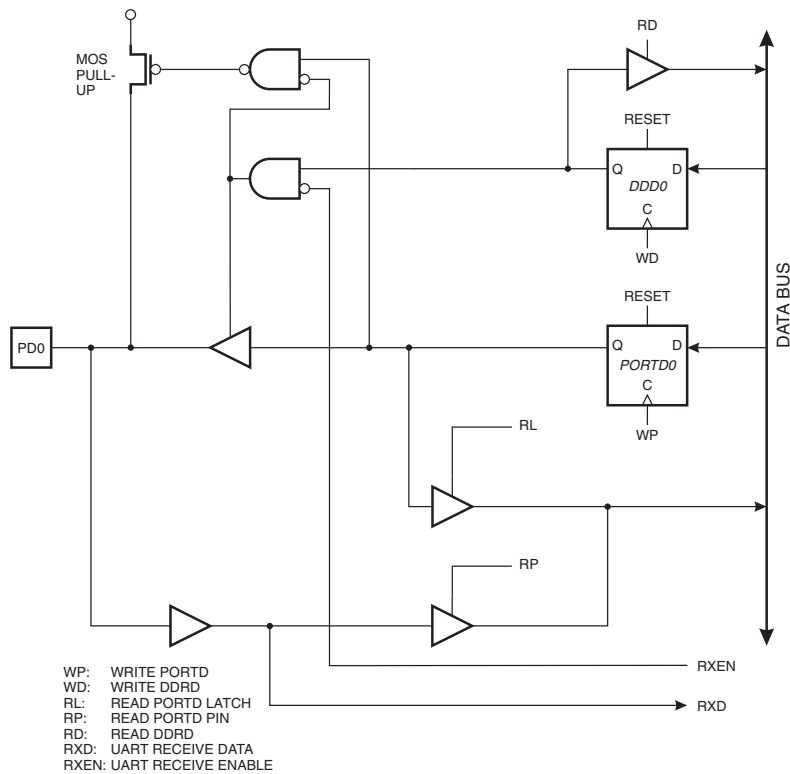 RD
MOS
PULL-
UP
RESET
Q
D
DDD0
C
WD
DATA BUS
RESET
PD0
Q
D
PORTD0
C
WP
RL
RP
RXEN
RXD
WP: WRITE PORTD
WD: WRITE DDRD
RL: READ PORTD LATCH
RP: READ PORTD PIN
RD: READ DDRD
RXD: UART RECEIVE DATA
RXEN: UART RECEIVE ENABLE